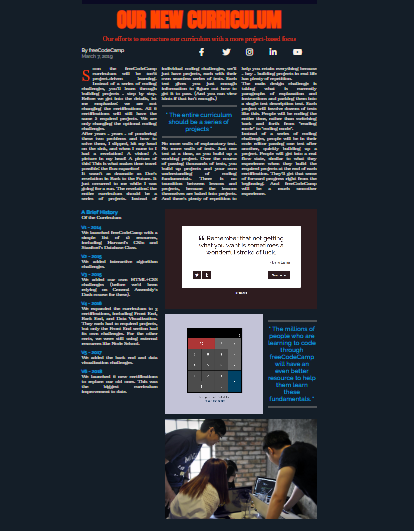 OUR NEW CURRICULUM
Our efforts to restructure our curriculum with a more project-based focus
By freeCodeCamp
March 7, 2019
Soon the freeCodeCamp
curriculum will be 100%
project-driven learning.
Instead of a series of coding
challenges, you'll learn through
building projects - step by step.
Before we get into the details, let
me emphasize: we are not
changing the certifications. All 6
certifications will still have the
same 5 required projects. We are
only changing the optional coding
challenges.
After years - years - of pondering
these two problems and how to
solve them, I slipped, hit my head
on the sink, and when I came to I
had a revelation! A vision! A
picture in my head! A picture of
this! This is what makes time travel
possible! The flux capacitor!
It wasn't as dramatic as Doc's
revelation in Back to the Future. It
just occurred to me while I was
going for a run. The revelation: the
entire curriculum should be a
series of projects. Instead of
individual coding challenges, we'll
just have projects, each with their
own seamless series of tests. Each
test gives you just enough
information to figure out how to
get it to pass. (And you can view
hints if that isn't enough.)
" The entire curriculum
should be a series of
projects "
No more walls of explanatory text.
No more walls of tests. Just one
test at a time, as you build up a
working project. Over the course
of passing thousands of tests, you
build up projects and your own
understanding of coding
fundamentals. There is no
transition between lessons and
projects, because the lessons
themselves are baked into projects.
And there's plenty of repetition to
help you retain everything because
- hey - building projects in real life
has plenty of repetition.
The main design challenge is
taking what is currently
paragraphs of explanation and
instructions and packing them into
a single test description text. Each
project will involve dozens of tests
like this. People will be coding the
entire time, rather than switching
back and forth from "reading
mode" to "coding mode".
Instead of a series of coding
challenges, people will be in their
code editor passing one test after
another, quickly building up a
project. People will get into a real
flow state, similar to what they
experience when they build the
required projects at the end of each
certification. They'll get that sense
of forward progress right from the
beginning. And freeCodeCamp
will be a much smoother
experience.
A Brief History
Of the Curriculum
V1 - 2014
We launched freeCodeCamp with a
simple list of 15 resources,
including Harvard's CS50 and
Stanford's Database Class.
V2 - 2015
We added interactive algorithm
challenges.
V3 - 2015
We added our own HTML+CSS
challenges (before we'd been
relying on General Assembly's
Dash course for these).
V4 - 2016
We expanded the curriculum to 3
certifications, including Front End,
Back End, and Data Visualization.
They each had 10 required projects,
but only the Front End section had
its own challenges. For the other
certs, we were still using external
resources like Node School.
V5 - 2017
We added the back end and data
visualization challenges.
V6 - 2018
We launched 6 new certifications
to replace our old ones. This was
the biggest curriculum
improvement to date.
Remember that not getting
what you want is sometimes a
wonderful stroke of luck.
" The millions of
people who are
learning to code
through
freeCodeCamp
will have an
even better
resource to help
them learn
these
fundamentals. "